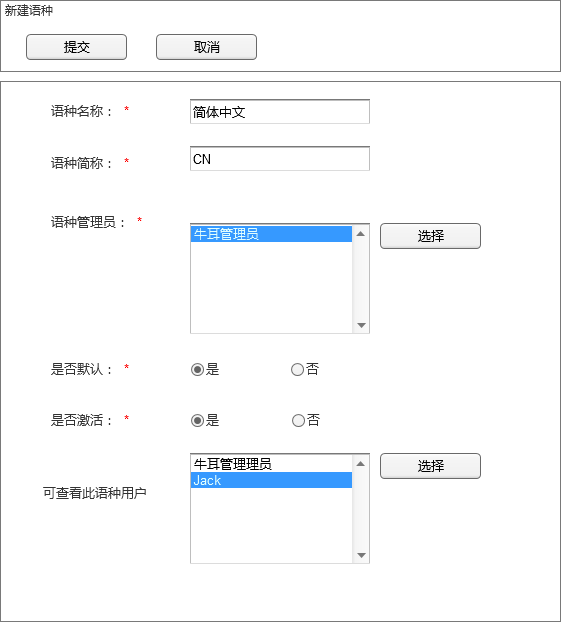 新建语种
提交 取消
语种名称： * 简体中文
语种简称： * CN
语种管理员： *
牛耳管理员 选择
是否默认： * 是 否
是否激活： * 是 否
牛耳管理理员 选择
Jack
可查看此语种用户